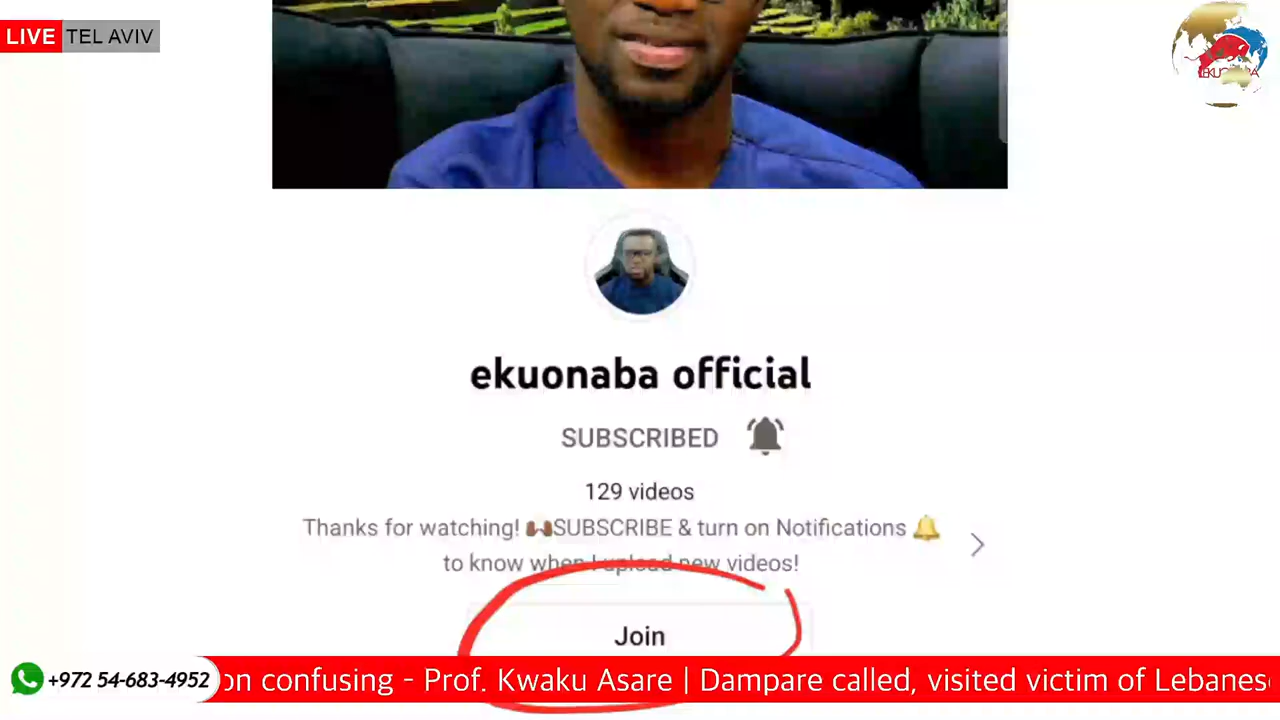 LIVE TEL AVIV
ekuonaba official
SUBSCRIBED
129 videos
Thanks for watching! 🙌🏾SUBSCRIBE & turn on Notifications 🔔
to know when I upload new videos!
Join
+972 54-683-4952 on confusing - Prof. Kwaku Asare | Dampare called, visited victim of Lebanes